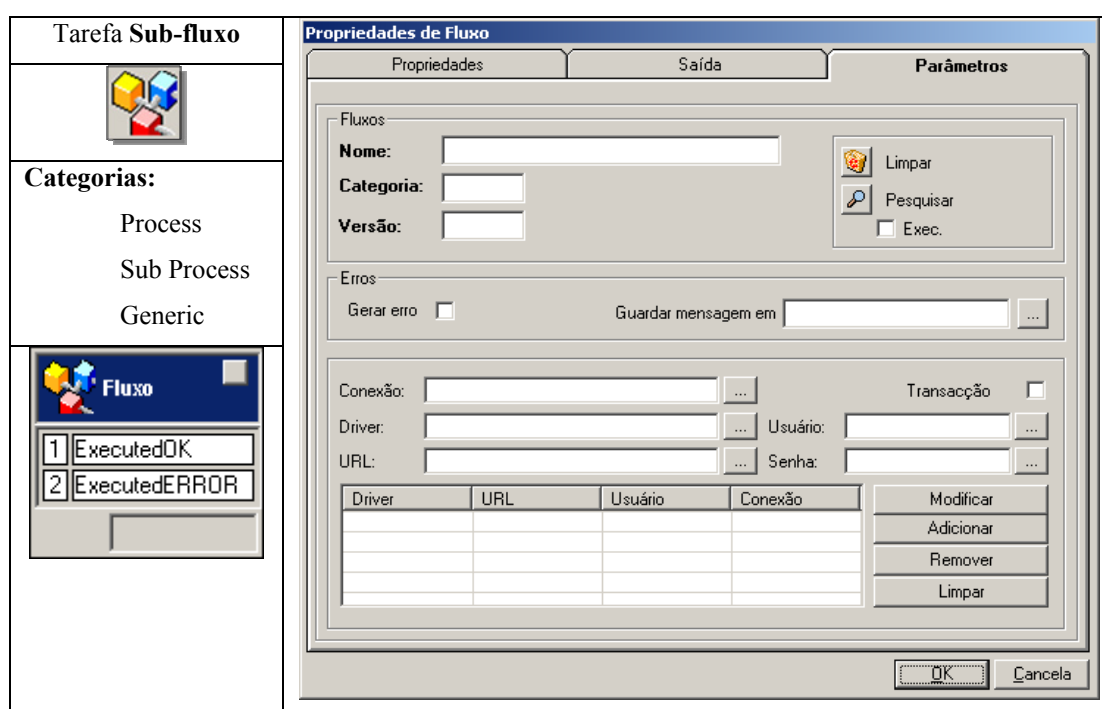 Tarefa Sub-fluxo
Categorias:
Process
Sub Process
Generic
Fluxo
1 ExecutedOK
2 ExecutedERROR
Propriedades de Fluxo
Propriedades Saída Parâmetros
Fluxos
Nome:
Categoria:
Versão:
Limpar
Pesquisar
Exec.
Erros
Gerar erro Guardar mensagem em ...
Conexão: ... Transacção
Driver: ... Usuário: ...
URL: ... Senha: ...
Driver URL Usuário Conexão
Modificar
Adicionar
Remover
Limpar
OK Cancela